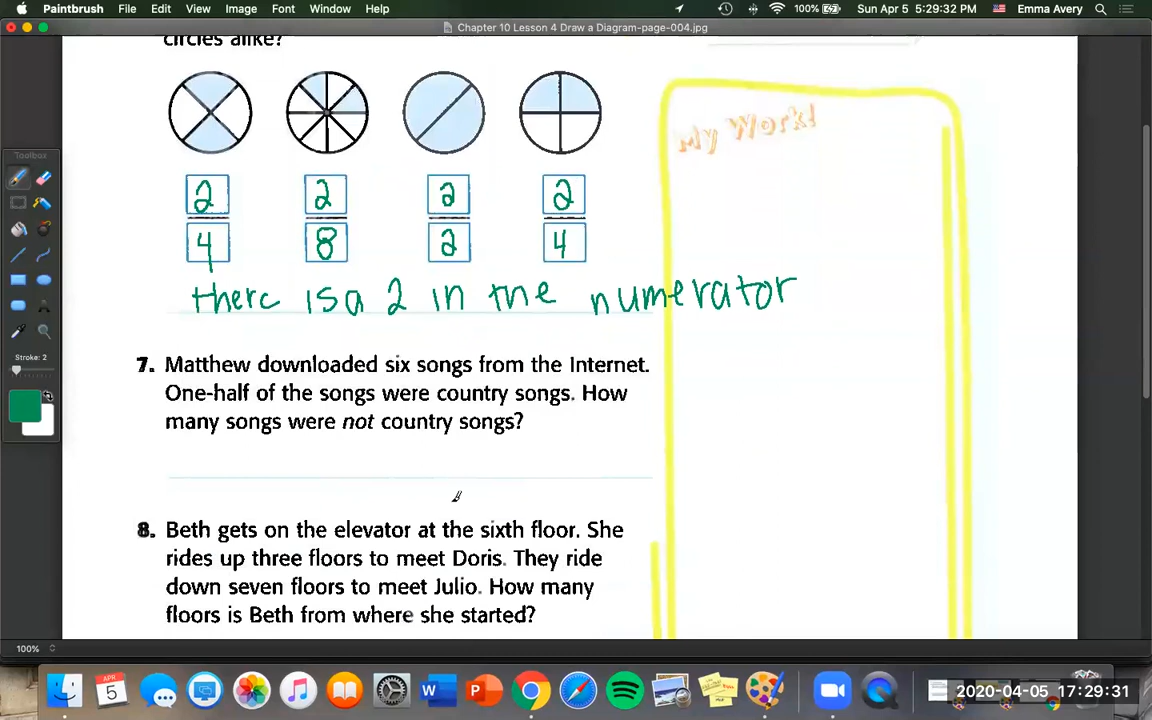 Paintbrush File Edit View Image Font Window Help 100% Sun Apr 5 5:29:32 PM Emma Avery
Chapter 10 Lesson 4 Draw a Diagram-page-004.jpg
circles alike?
My Work!
Toolbox
2 2 2 2
4 8 2 4
there is a 2 in the numerator
7. Matthew downloaded six songs from the Internet.
One-half of the songs were country songs. How
many songs were not country songs?
Stroke: 2
8. Beth gets on the elevator at the sixth floor. She
rides up three floors to meet Doris. They ride
down seven floors to meet Julio. How many
floors is Beth from where she started?
100%
APR
5
W
P
2020-04-05 17:29:31